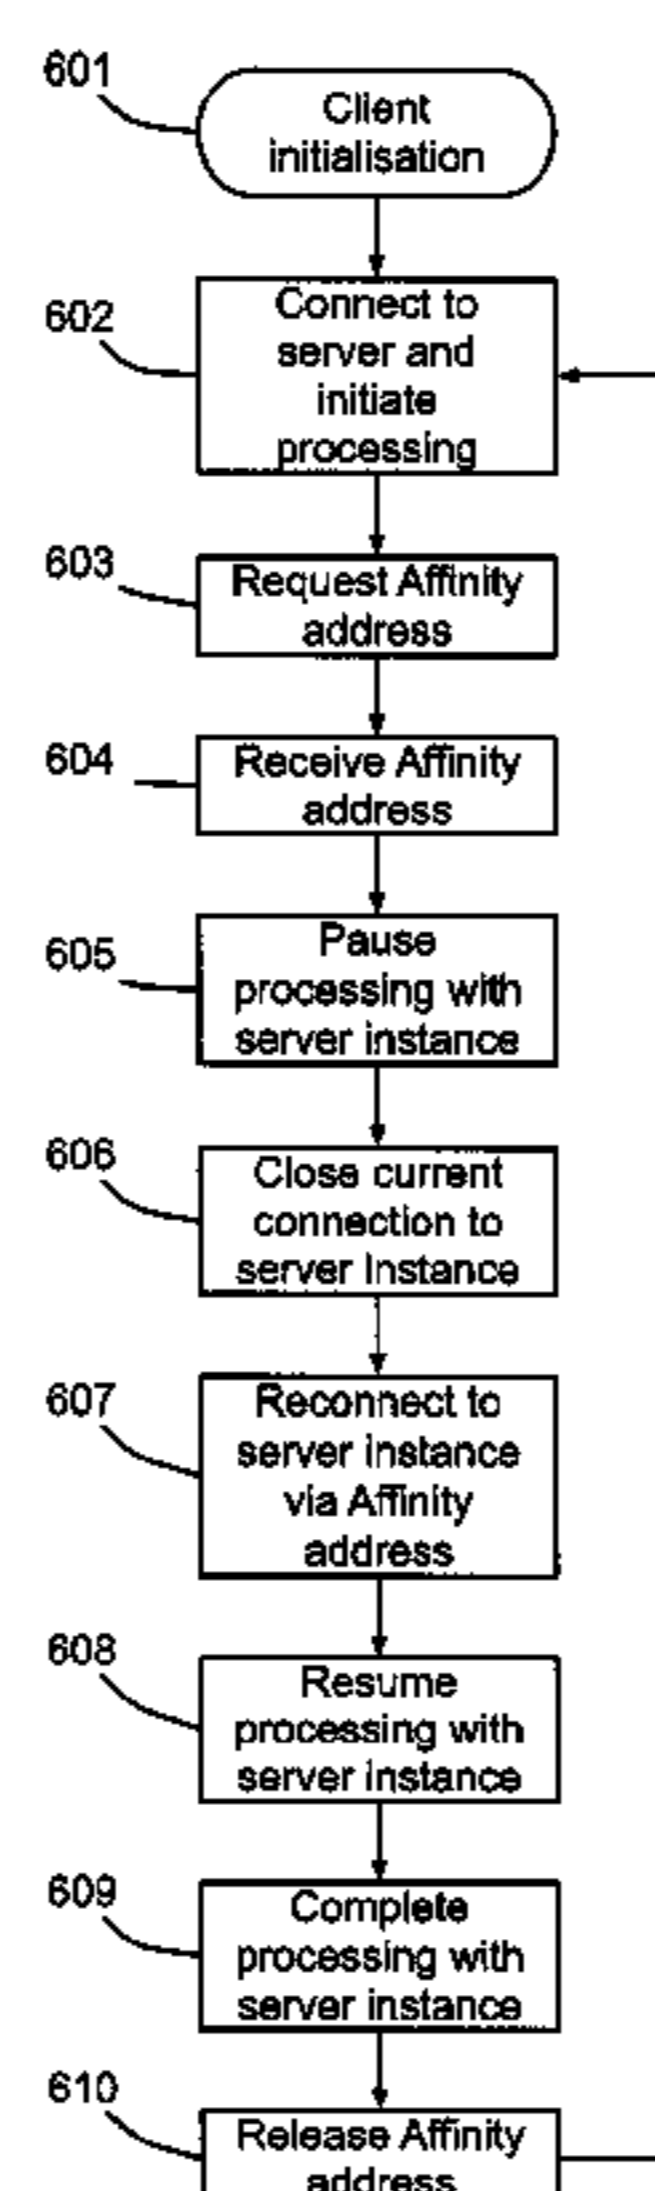 601
Client
initialisation
602
Connect to
server and
initiate
processing
603
Request Affinity
address
604
Receive Affinity
address
605
Pause
processing with
server instance
606
Close current
connection to
server Instance
607
Reconnect to
server instance
via Affinity
address
608
Resume
processing with
server instance
609
Complete
processing with
server instance
610
Release Affinity
address